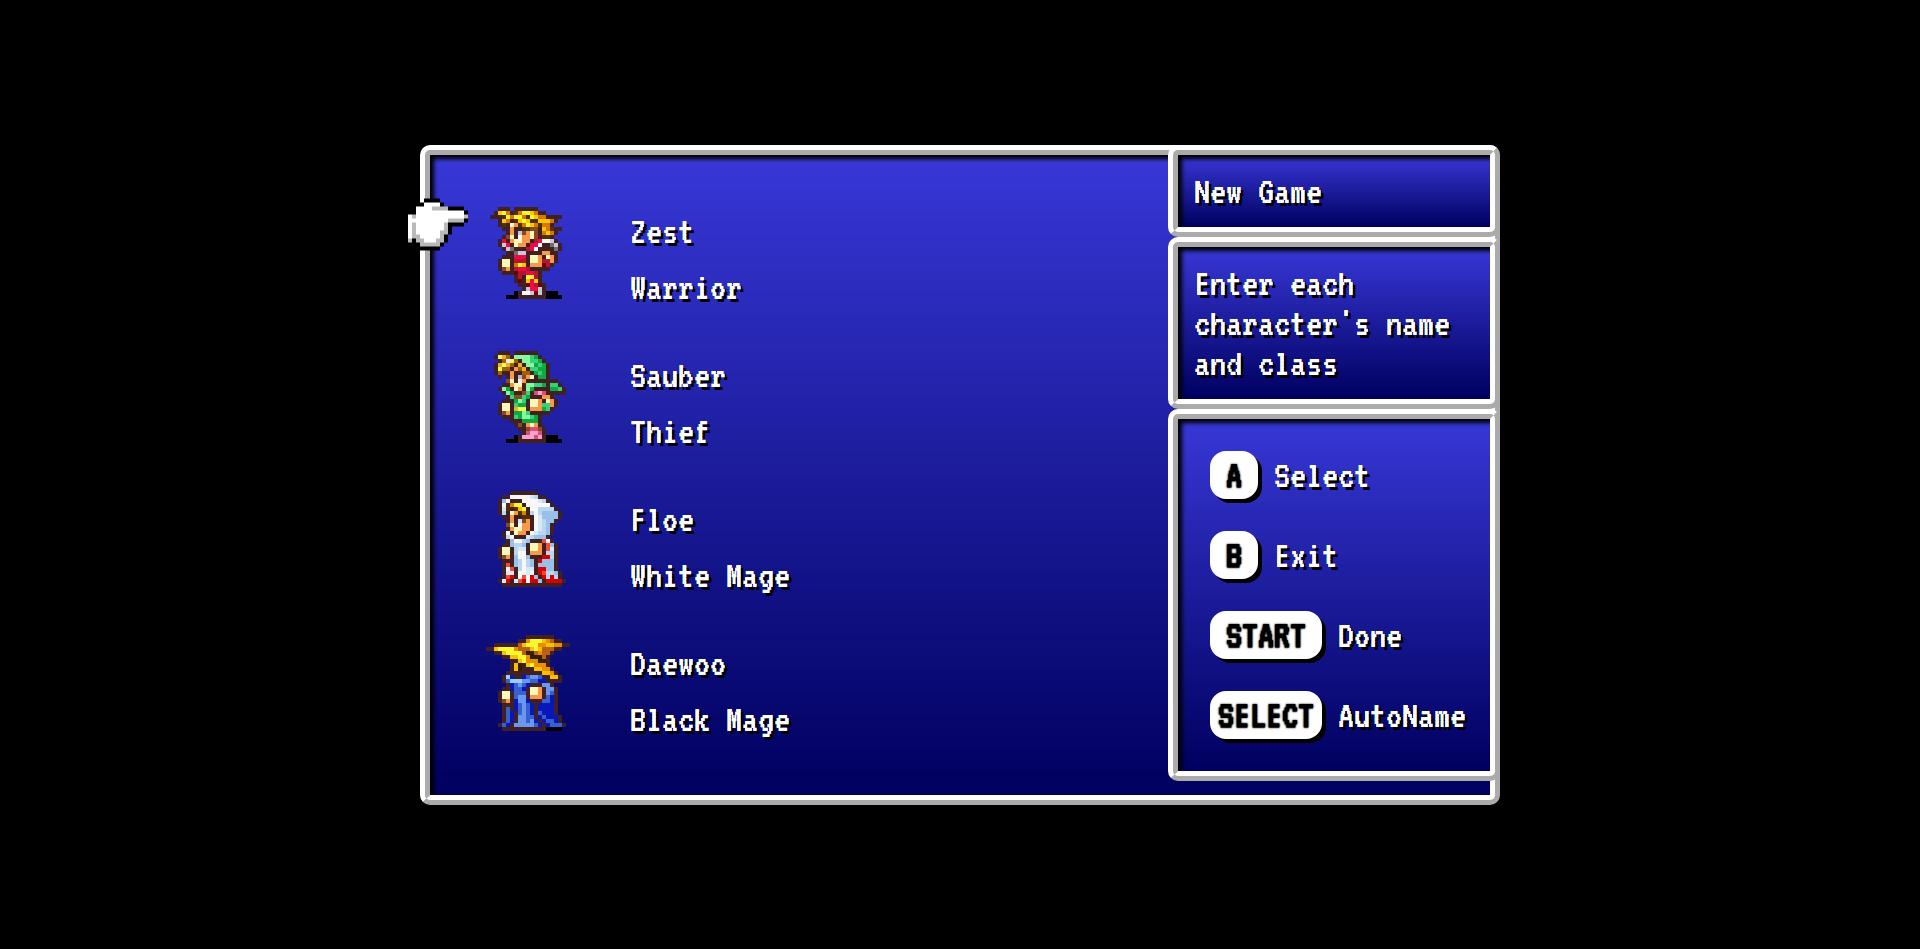 Zest
Warrior
Sauber
Thief
Floe
White Mage
Daewoo
Black Mage
New Game
Enter each
character's name
and class
A Select
B Exit
START Done
SELECT AutoName